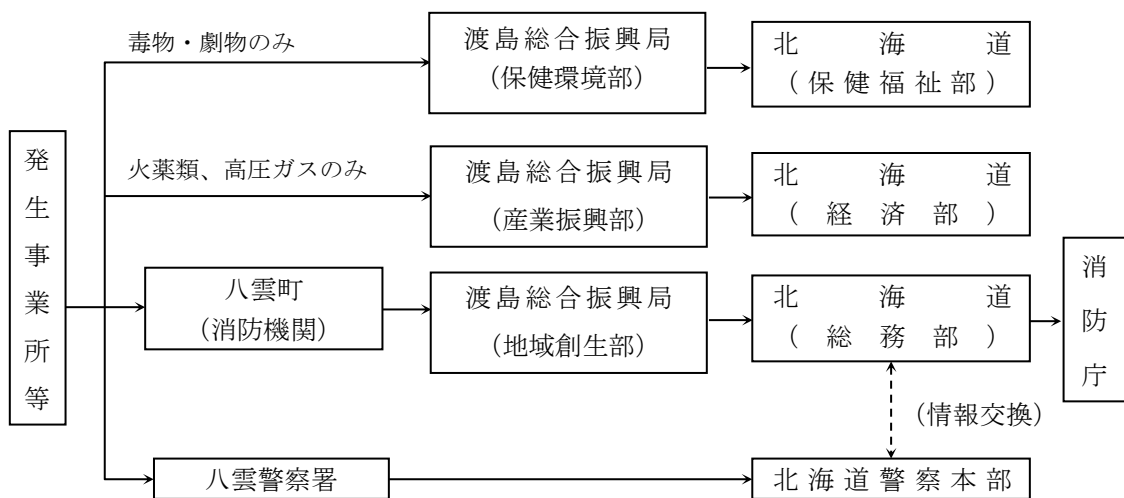 毒物・劇物のみ
渡島総合振興局
(保健環境部)
北海道
(保健福祉部)
発生事業所等
火薬類、高圧ガスのみ
渡島総合振興局
(産業振興部)
北海道
(経済部)
八雲町
(消防機関)
渡島総合振興局
(地域創生部)
北海道
(総務部)
消防庁
(情報交換)
八雲警察署
北海道警察本部